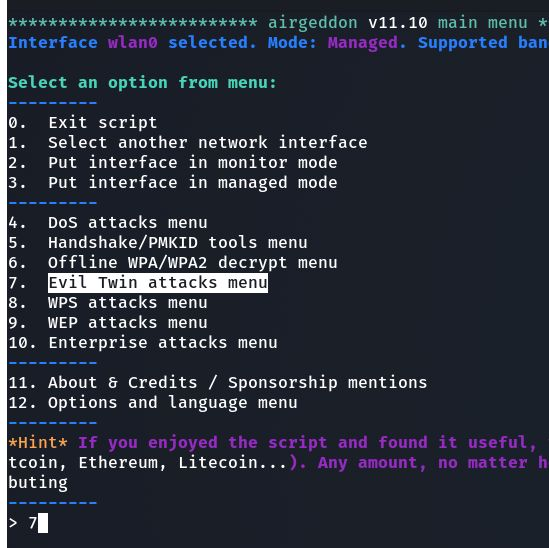 ************************* airgeddon v11.10 main menu *
Interface wlan0 selected. Mode: Managed. Supported ban

Select an option from menu:
---------
0.  Exit script
1.  Select another network interface
2.  Put interface in monitor mode
3.  Put interface in managed mode
---------
4.  DoS attacks menu
5.  Handshake/PMKID tools menu
6.  Offline WPA/WPA2 decrypt menu
7.  Evil Twin attacks menu
8.  WPS attacks menu
9.  WEP attacks menu
10. Enterprise attacks menu
---------
11. About & Credits / Sponsorship mentions
12. Options and language menu
---------
*Hint* If you enjoyed the script and found it useful,
tcoin, Ethereum, Litecoin...). Any amount, no matter h
buting
---------
> 7